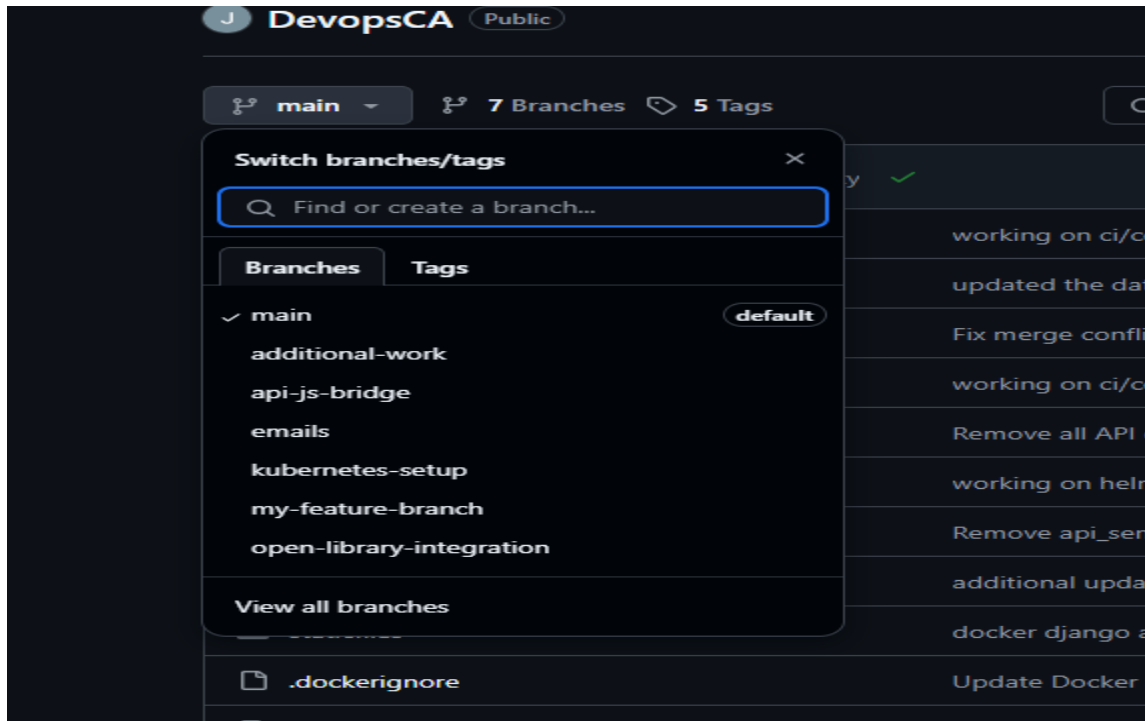 J DevopsCA Public
main 7 Branches 5 Tags
Switch branches/tags
Find or create a branch...
Branches Tags
main default
additional-work
api-js-bridge
emails
kubernetes-setup
my-feature-branch
open-library-integration
View all branches
y
working on ci/c
updated the da
Fix merge confli
working on ci/c
Remove all API
working on hel
Remove api_ser
additional upda
docker django a
.dockerignore Update Docker